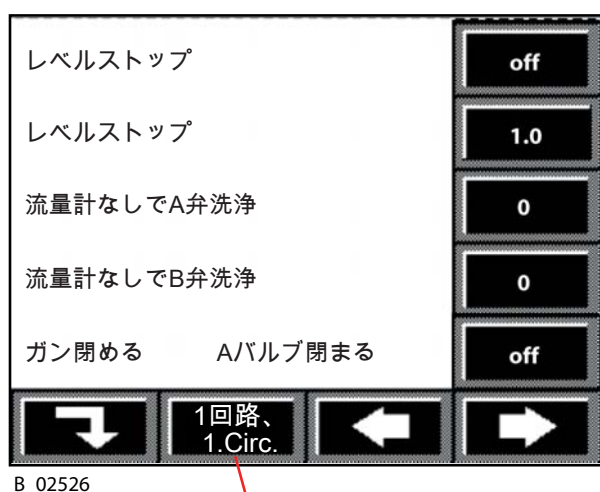 レベルストップ off
レベルストップ 1.0
流量計なしでA弁洗浄 0
流量計なしでB弁洗浄 0
ガン閉める Aバルブ閉まる off
1回路、
1.Circ.
B 02526